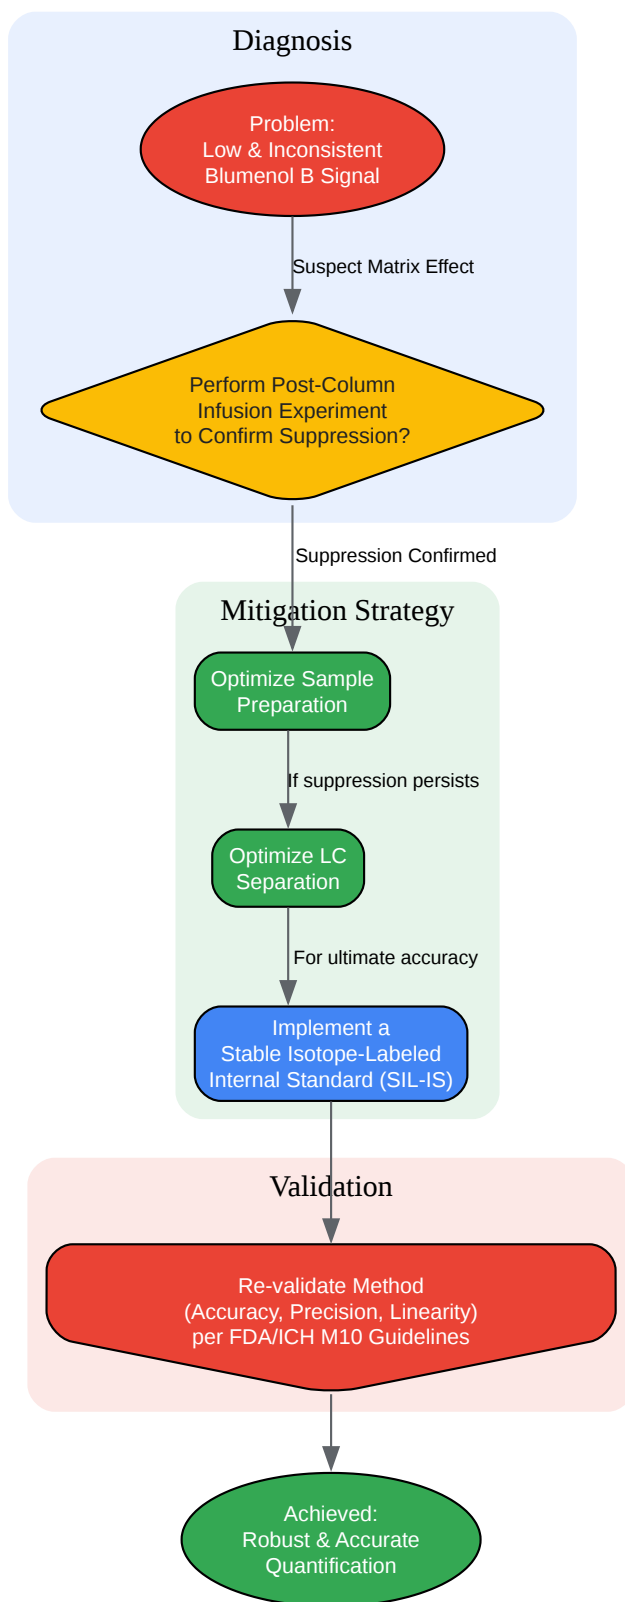 Diagnosis
Problem:
Low & Inconsistent
Blumenol B Signal
Suspect Matrix Effect
Perform Post-Column
Infusion Experiment
to Confirm Suppression?
Suppression Confirmed
Mitigation Strategy
Optimize Sample
Preparation
If suppression persists
Optimize LC
Separation
For ultimate accuracy
Implement a
Stable Isotope-Labeled
Internal Standard (SIL-IS)
Validation
Re-validate Method
(Accuracy, Precision, Linearity)
per FDA/ICH M10 Guidelines
Achieved:
Robust & Accurate
Quantification